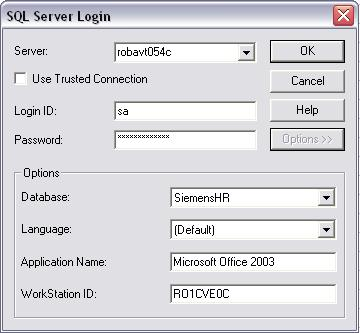 SQL Server Login
Server: robavt054c OK
Use Trusted Connection Cancel
Login ID: sa Help
Password: ************ Options >>
Options
Database: SiemensHR
Language: (Default)
Application Name: Microsoft Office 2003
WorkStation ID: RO1CVE0C